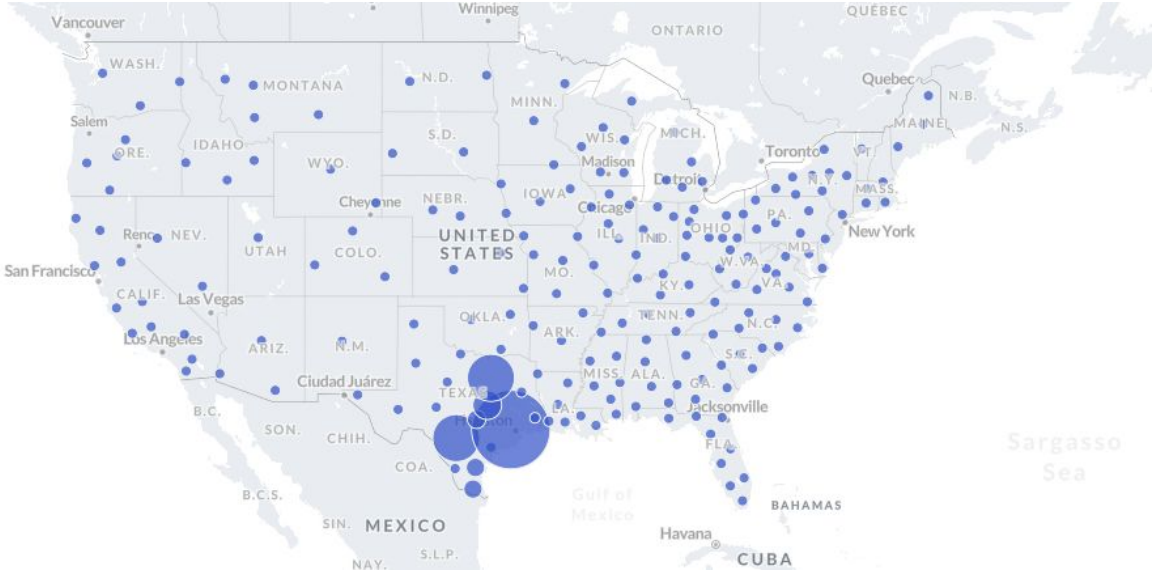 Winnipeg
QUÉBEC
Vancouver
ONTARIO
WASH.
MONTANA
N.D.
Quebec
MINN.
N.B.
Salem
MAINE
N.S.
ORE.
IDAHO
S.D.
WIS.
MICH.
VT.
WYO.
Madison
Toronto
Detroit
N.Y.
MASS.
Cheyenne
NEBR.
IOWA
Chicago
PA.
Reno
NEV.
UTAH
COLO.
UNITED
STATES
ILL.
IND.
OHIO
New York
MD.
San Francisco
CALIF.
MO.
W.VA.
VA.
KY.
Las Vegas
OKLA.
TENN.
N.C.
Los Angeles
ARIZ.
N.M.
ARK.
S.C.
Ciudad Juárez
TEXAS
MISS.
ALA.
GA.
B.C.
LA.
Jacksonville
SON.
CHIH.
Houston
FLA.
Sargasso
Sea
COA.
B.C.S.
Gulf of
Mexico
BAHAMAS
SIN.
MEXICO
Havana
S.L.P.
CUBA
NAY.